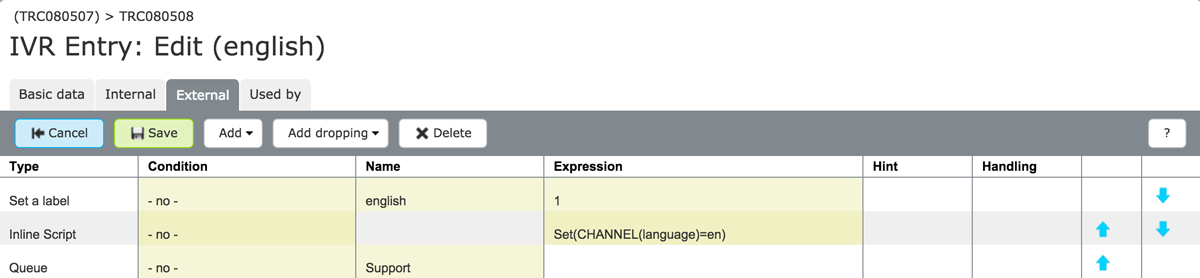 (TRC080507) > TRC080508
IVR Entry: Edit (english)
Basic data Internal External Used by
Cancel Save Add Add dropping Delete ?
Type Condition Name Expression Hint Handling
Set a label - no - english 1
Inline Script - no - Set(CHANNEL(language)=en)
Queue - no - Support